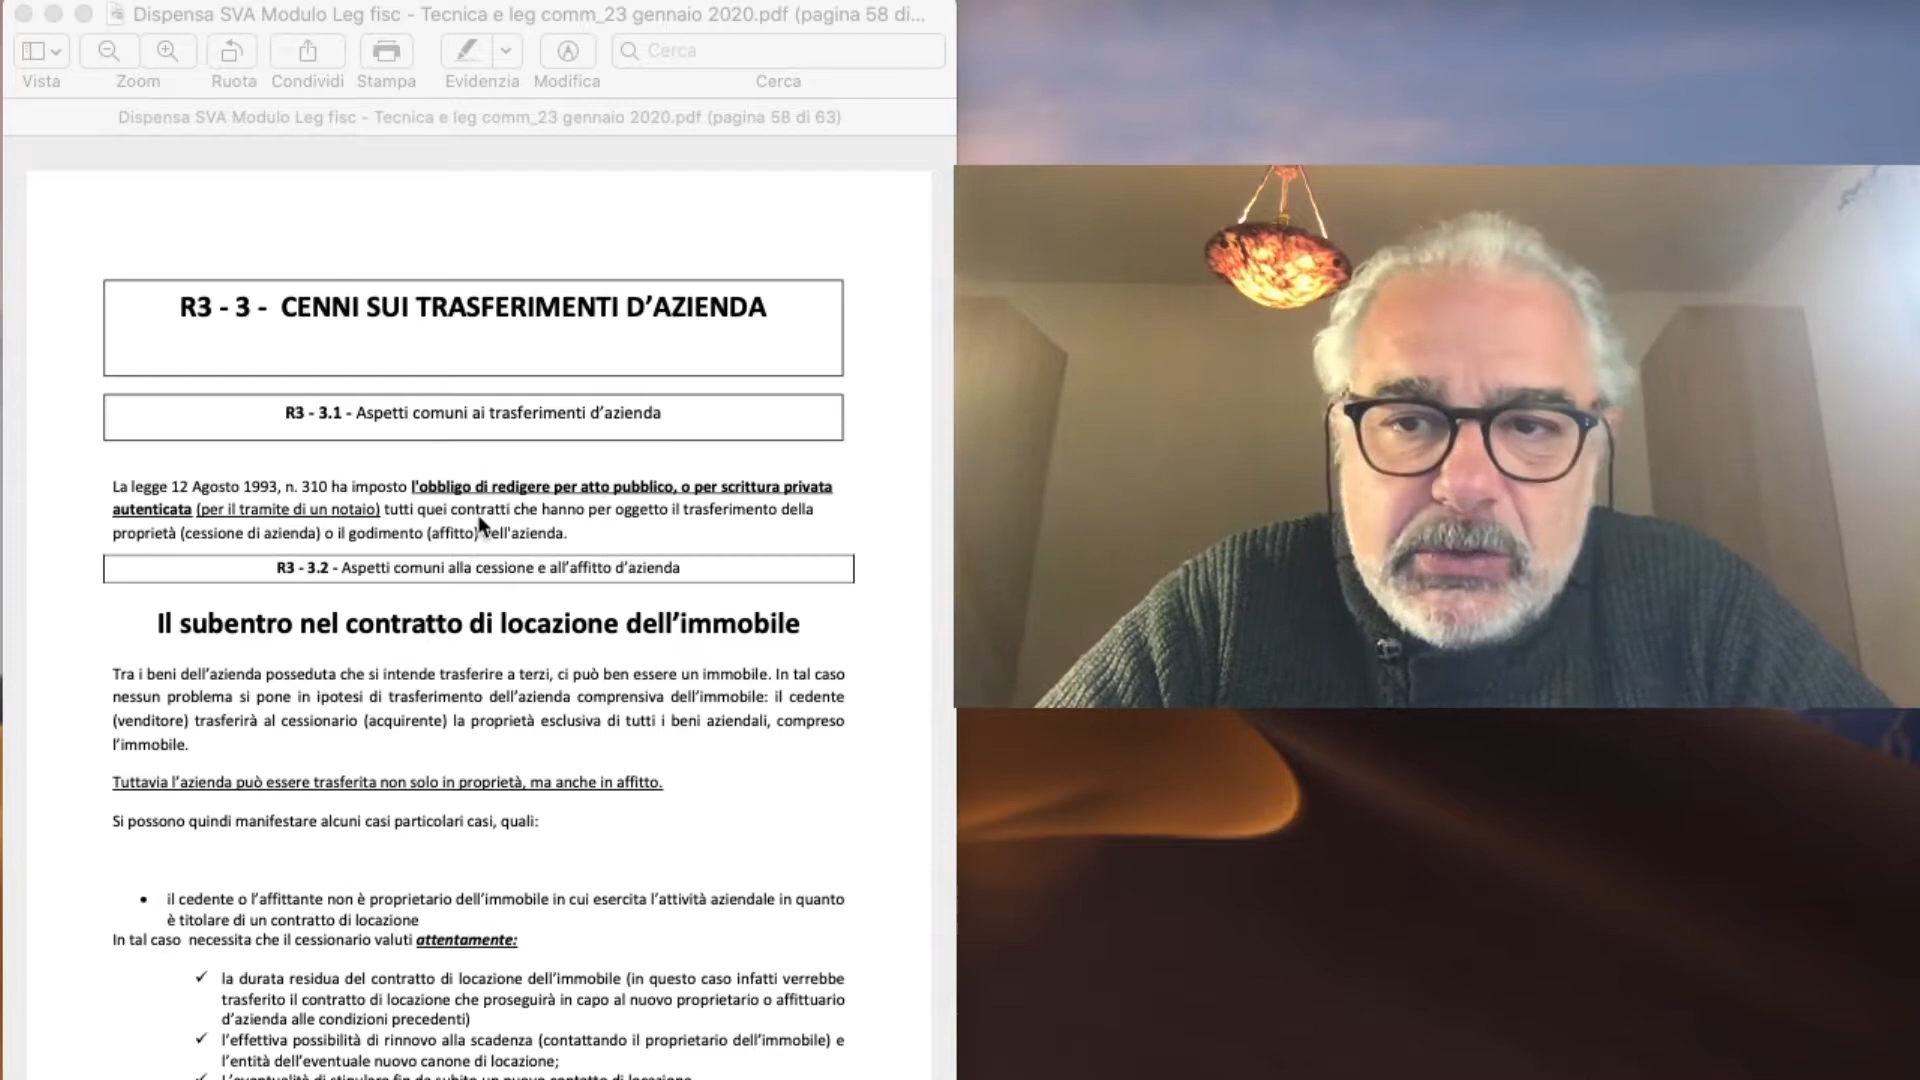 Dispensa SVA Modulo Leg fisc - Tecnica e leg comm_23 gennaio 2020.pdf (pagina 58 di...
Cerca
Vista Zoom Ruota Condividi Stampa Evidenzia Modifica Cerca
Dispensa SVA Modulo Leg fisc - Tecnica e leg comm_23 gennaio 2020.pdf (pagina 58 di 63)
R3 - 3 - CENNI SUI TRASFERIMENTI D’AZIENDA
R3 - 3.1 - Aspetti comuni ai trasferimenti d’azienda
La legge 12 Agosto 1993, n. 310 ha imposto l'obbligo di redigere per atto pubblico, o per scrittura privata
autenticata (per il tramite di un notaio) tutti quei contratti che hanno per oggetto il trasferimento della
proprietà (cessione di azienda) o il godimento (affitto) dell'azienda.
R3 - 3.2 - Aspetti comuni alla cessione e all’affitto d’azienda
Il subentro nel contratto di locazione dell’immobile
Tra i beni dell’azienda posseduta che si intende trasferire a terzi, ci può ben essere un immobile. In tal caso
nessun problema si pone in ipotesi di trasferimento dell’azienda comprensiva dell’immobile: il cedente
(venditore) trasferirà al cessionario (acquirente) la proprietà esclusiva di tutti i beni aziendali, compreso
l’immobile.
Tuttavia l’azienda può essere trasferita non solo in proprietà, ma anche in affitto.
Si possono quindi manifestare alcuni casi particolari casi, quali:
• il cedente o l’affittante non è proprietario dell’immobile in cui esercita l’attività aziendale in quanto
è titolare di un contratto di locazione
In tal caso necessita che il cessionario valuti attentamente:
✓ la durata residua del contratto di locazione dell’immobile (in questo caso infatti verrebbe
trasferito il contratto di locazione che proseguirà in capo al nuovo proprietario o affittuario
d’azienda alle condizioni precedenti)
✓ l’effettiva possibilità di rinnovo alla scadenza (contattando il proprietario dell’immobile) e
l’entità dell’eventuale nuovo canone di locazione;